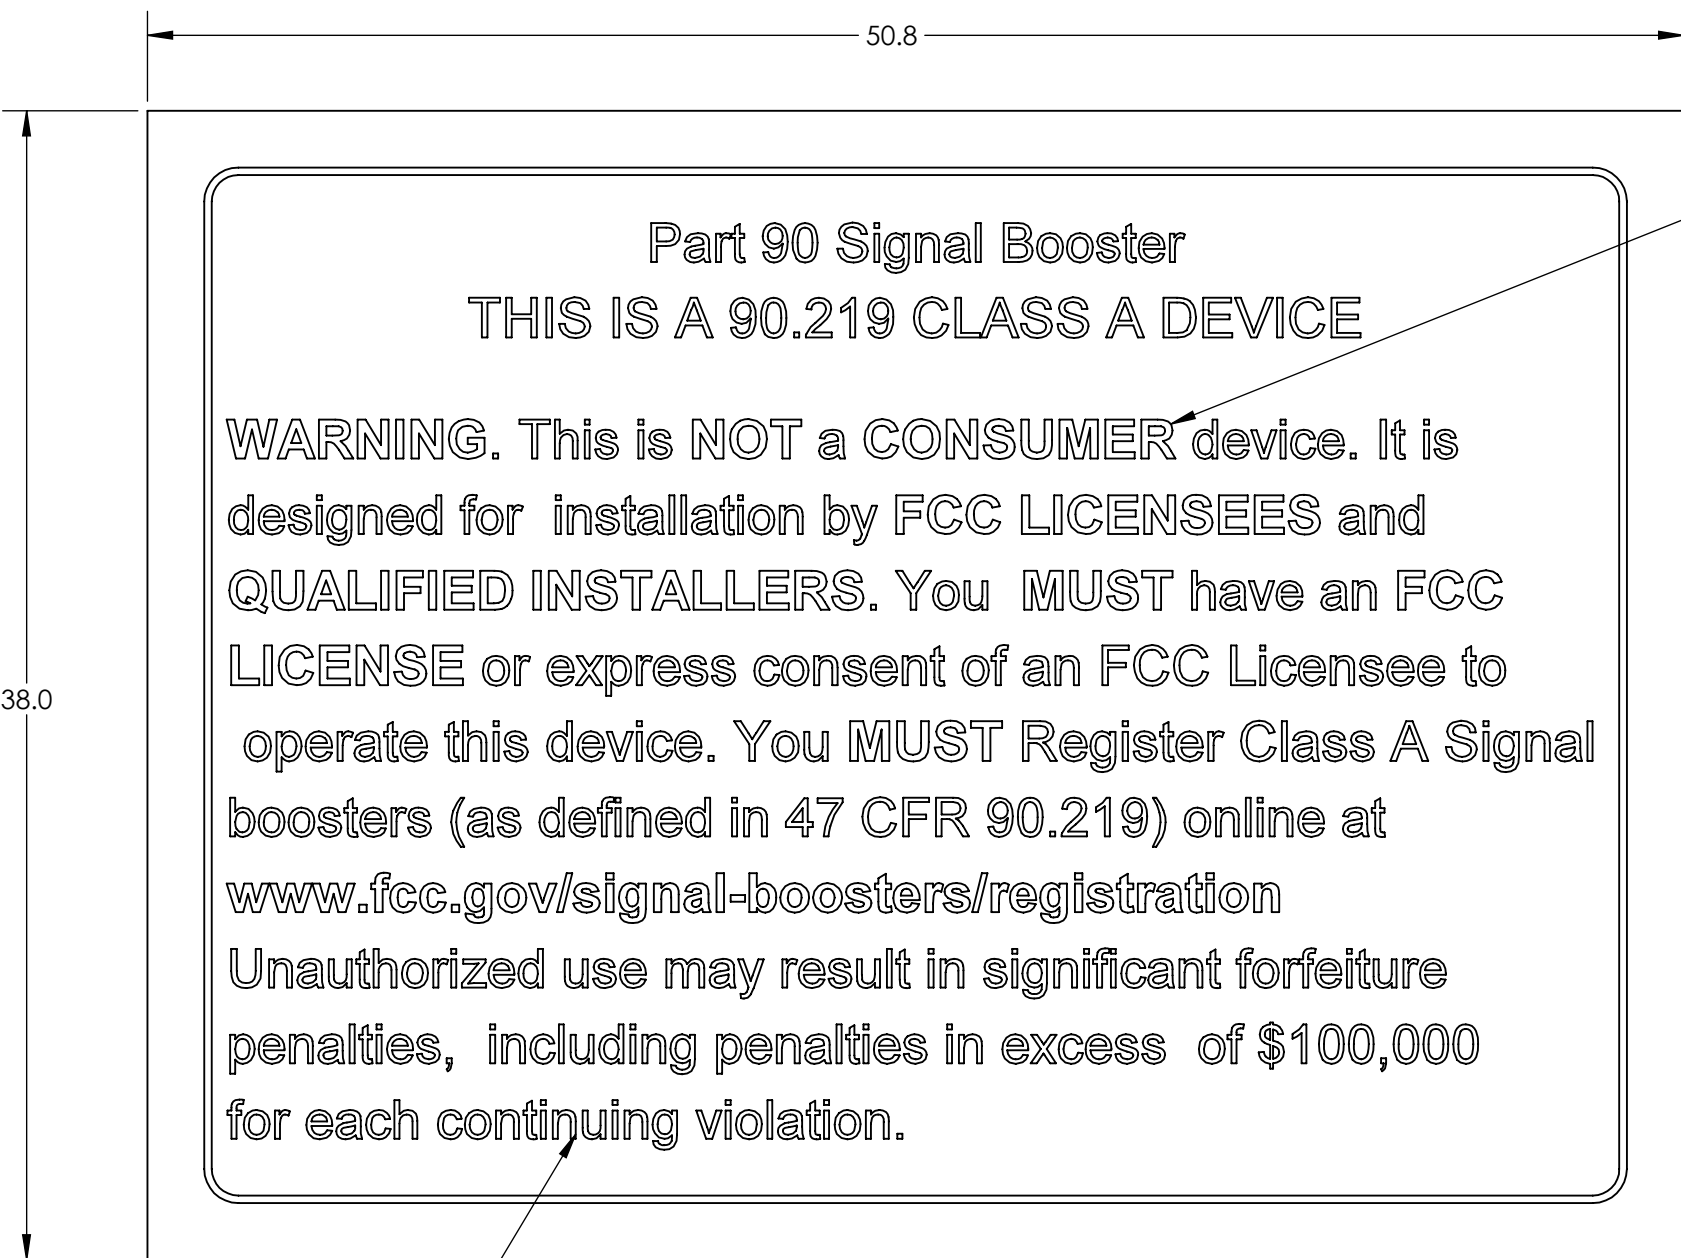 50.8
38.0
Part 90 Signal Booster
THIS IS A 90.219 CLASS A DEVICE
WARNING. This is NOT a CONSUMER device. It is
designed for  installation by FCC LICENSEES and
QUALIFIED INSTALLERS. You  MUST have an FCC
LICENSE or express consent of an FCC Licensee to
operate this device. You MUST Register Class A Signal
boosters (as defined in 47 CFR 90.219) online at
www.fcc.gov/signal-boosters/registration
Unauthorized use may result in significant forfeiture
penalties,  including penalties in excess  of $100,000
for each continuing violation.